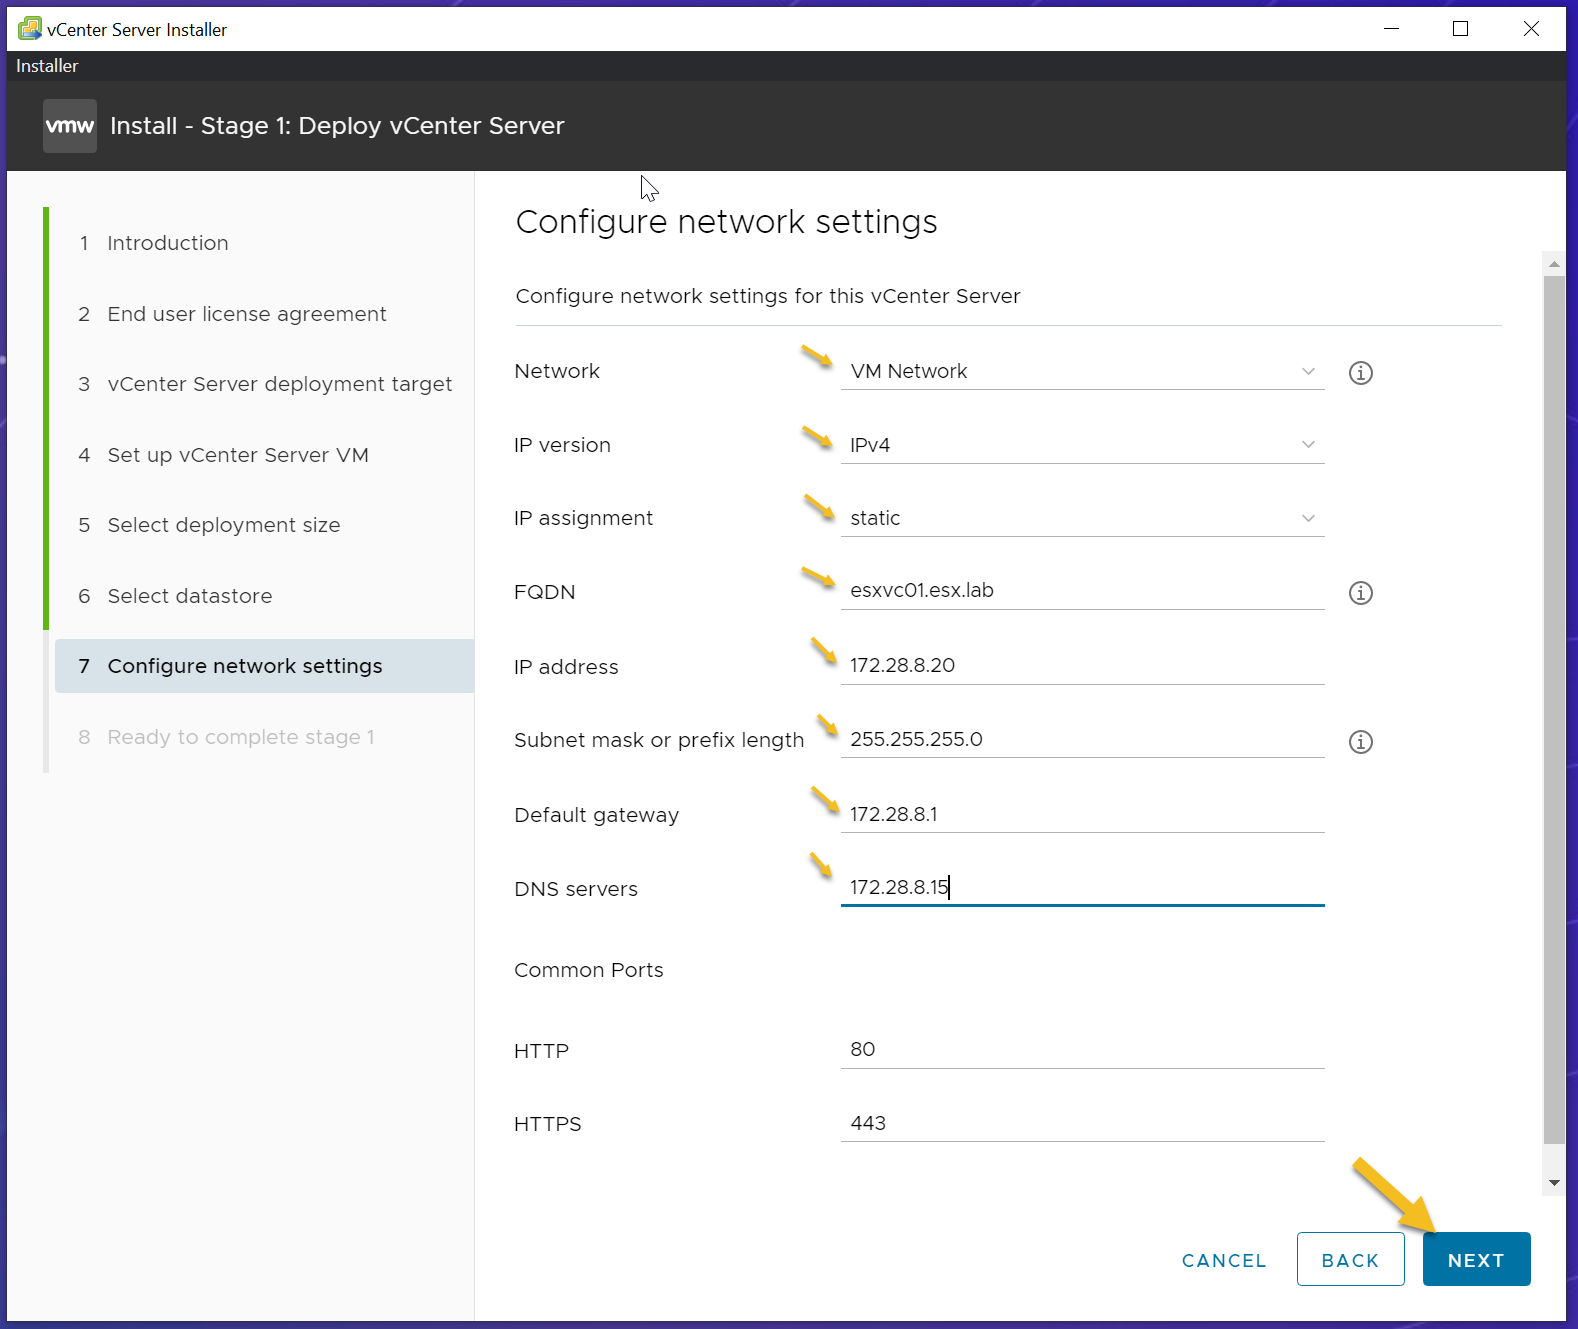 vCenter Server Installer
Installer
vmw Install - Stage 1: Deploy vCenter Server
1 Introduction
2 End user license agreement
3 vCenter Server deployment target
4 Set up vCenter Server VM
5 Select deployment size
6 Select datastore
7 Configure network settings
8 Ready to complete stage 1
Configure network settings
Configure network settings for this vCenter Server
Network VM Network
IP version IPv4
IP assignment static
FQDN esxvc01.esx.lab
IP address 172.28.8.20
Subnet mask or prefix length 255.255.255.0
Default gateway 172.28.8.1
DNS servers 172.28.8.15
Common Ports
HTTP 80
HTTPS 443
CANCEL BACK NEXT